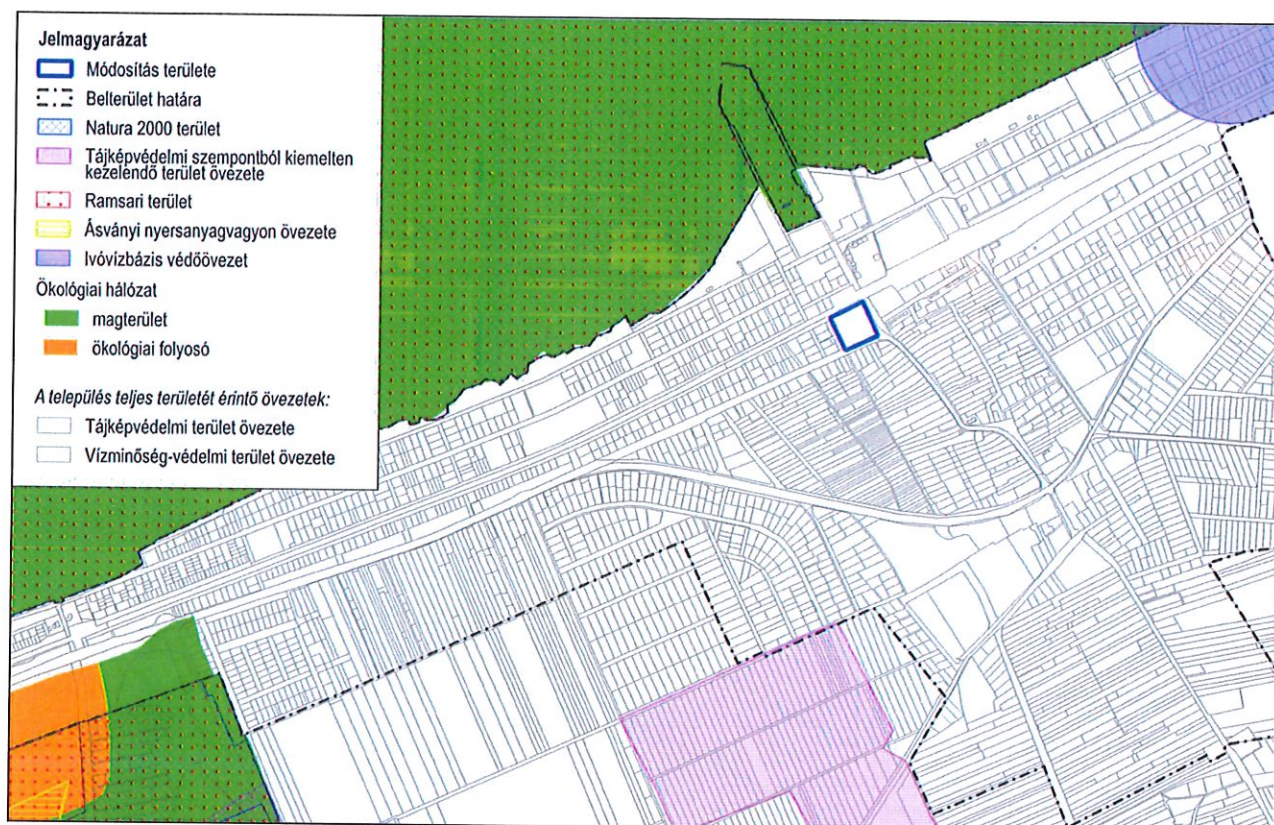 Jelmagyarázat
Módosítás területe
Belterület határa
Natura 2000 terület
Tájképvédelmi szempontból kiemelten
kezelendő terület övezete
Ramsari terület
Ásványi nyersanyagvagyon övezete
Ivóvízbázis védőövezet
Ökológiai hálózat
magterület
ökológiai folyosó
A település teljes területét érintő övezetek:
Tájképvédelmi terület övezete
Vízminőség-védelmi terület övezete